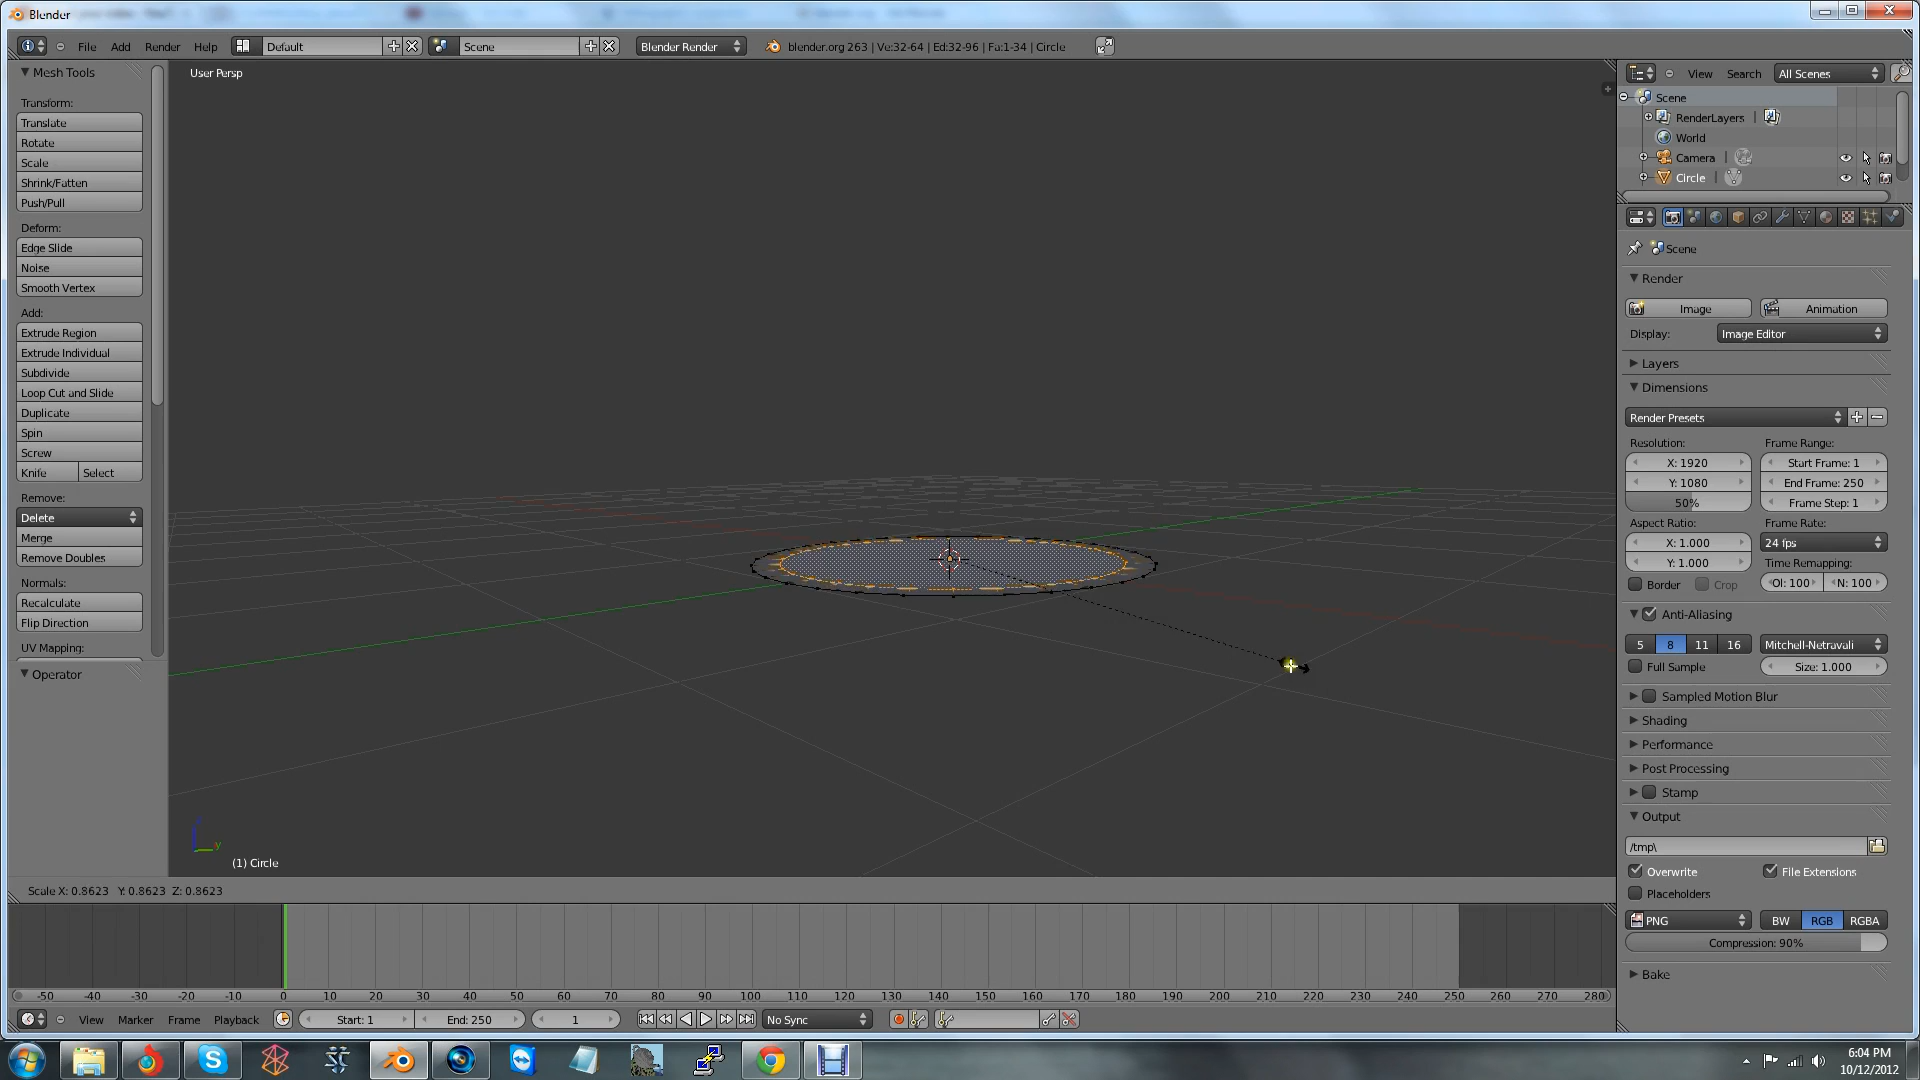 Blender
File Add Render Help Default Scene Blender Render blender.org 263 | Ve:32-64 | Ed:32-96 | Fa:1-34 | Circle
Mesh Tools
Transform:
Translate
Rotate
Scale
Shrink/Fatten
Push/Pull
Deform:
Edge Slide
Noise
Smooth Vertex
Add:
Extrude Region
Extrude Individual
Subdivide
Loop Cut and Slide
Duplicate
Spin
Screw
Knife Select
Remove:
Delete
Merge
Remove Doubles
Normals:
Recalculate
Flip Direction
UV Mapping:
Operator
User Persp
y
(1) Circle
Scale X: 0.8623 Y: 0.8623 Z: 0.8623
View Search All Scenes
Scene
RenderLayers
World
Camera
Circle
Scene
Render
Image Animation
Display: Image Editor
Layers
Dimensions
Render Presets
Resolution: Frame Range:
X: 1920 Start Frame: 1
Y: 1080 End Frame: 250
50% Frame Step: 1
Aspect Ratio: Frame Rate:
X: 1.000 24 fps
Y: 1.000 Time Remapping:
Border Crop Ol: 100 N: 100
Anti-Aliasing
5 8 11 16 Mitchell-Netravali
Full Sample Size: 1.000
Sampled Motion Blur
Shading
Performance
Post Processing
Stamp
Output
/tmp\
Overwrite File Extensions
Placeholders
PNG BW RGB RGBA
Compression: 90%
Bake
-50 -40 -30 -20 -10 0 10 20 30 40 50 60 70 80 90 100 110 120 130 140 150 160 170 180 190 200 210 220 230 240 250 260 270 280
View Marker Frame Playback Start: 1 End: 250 1 No Sync
6:04 PM
10/12/2012